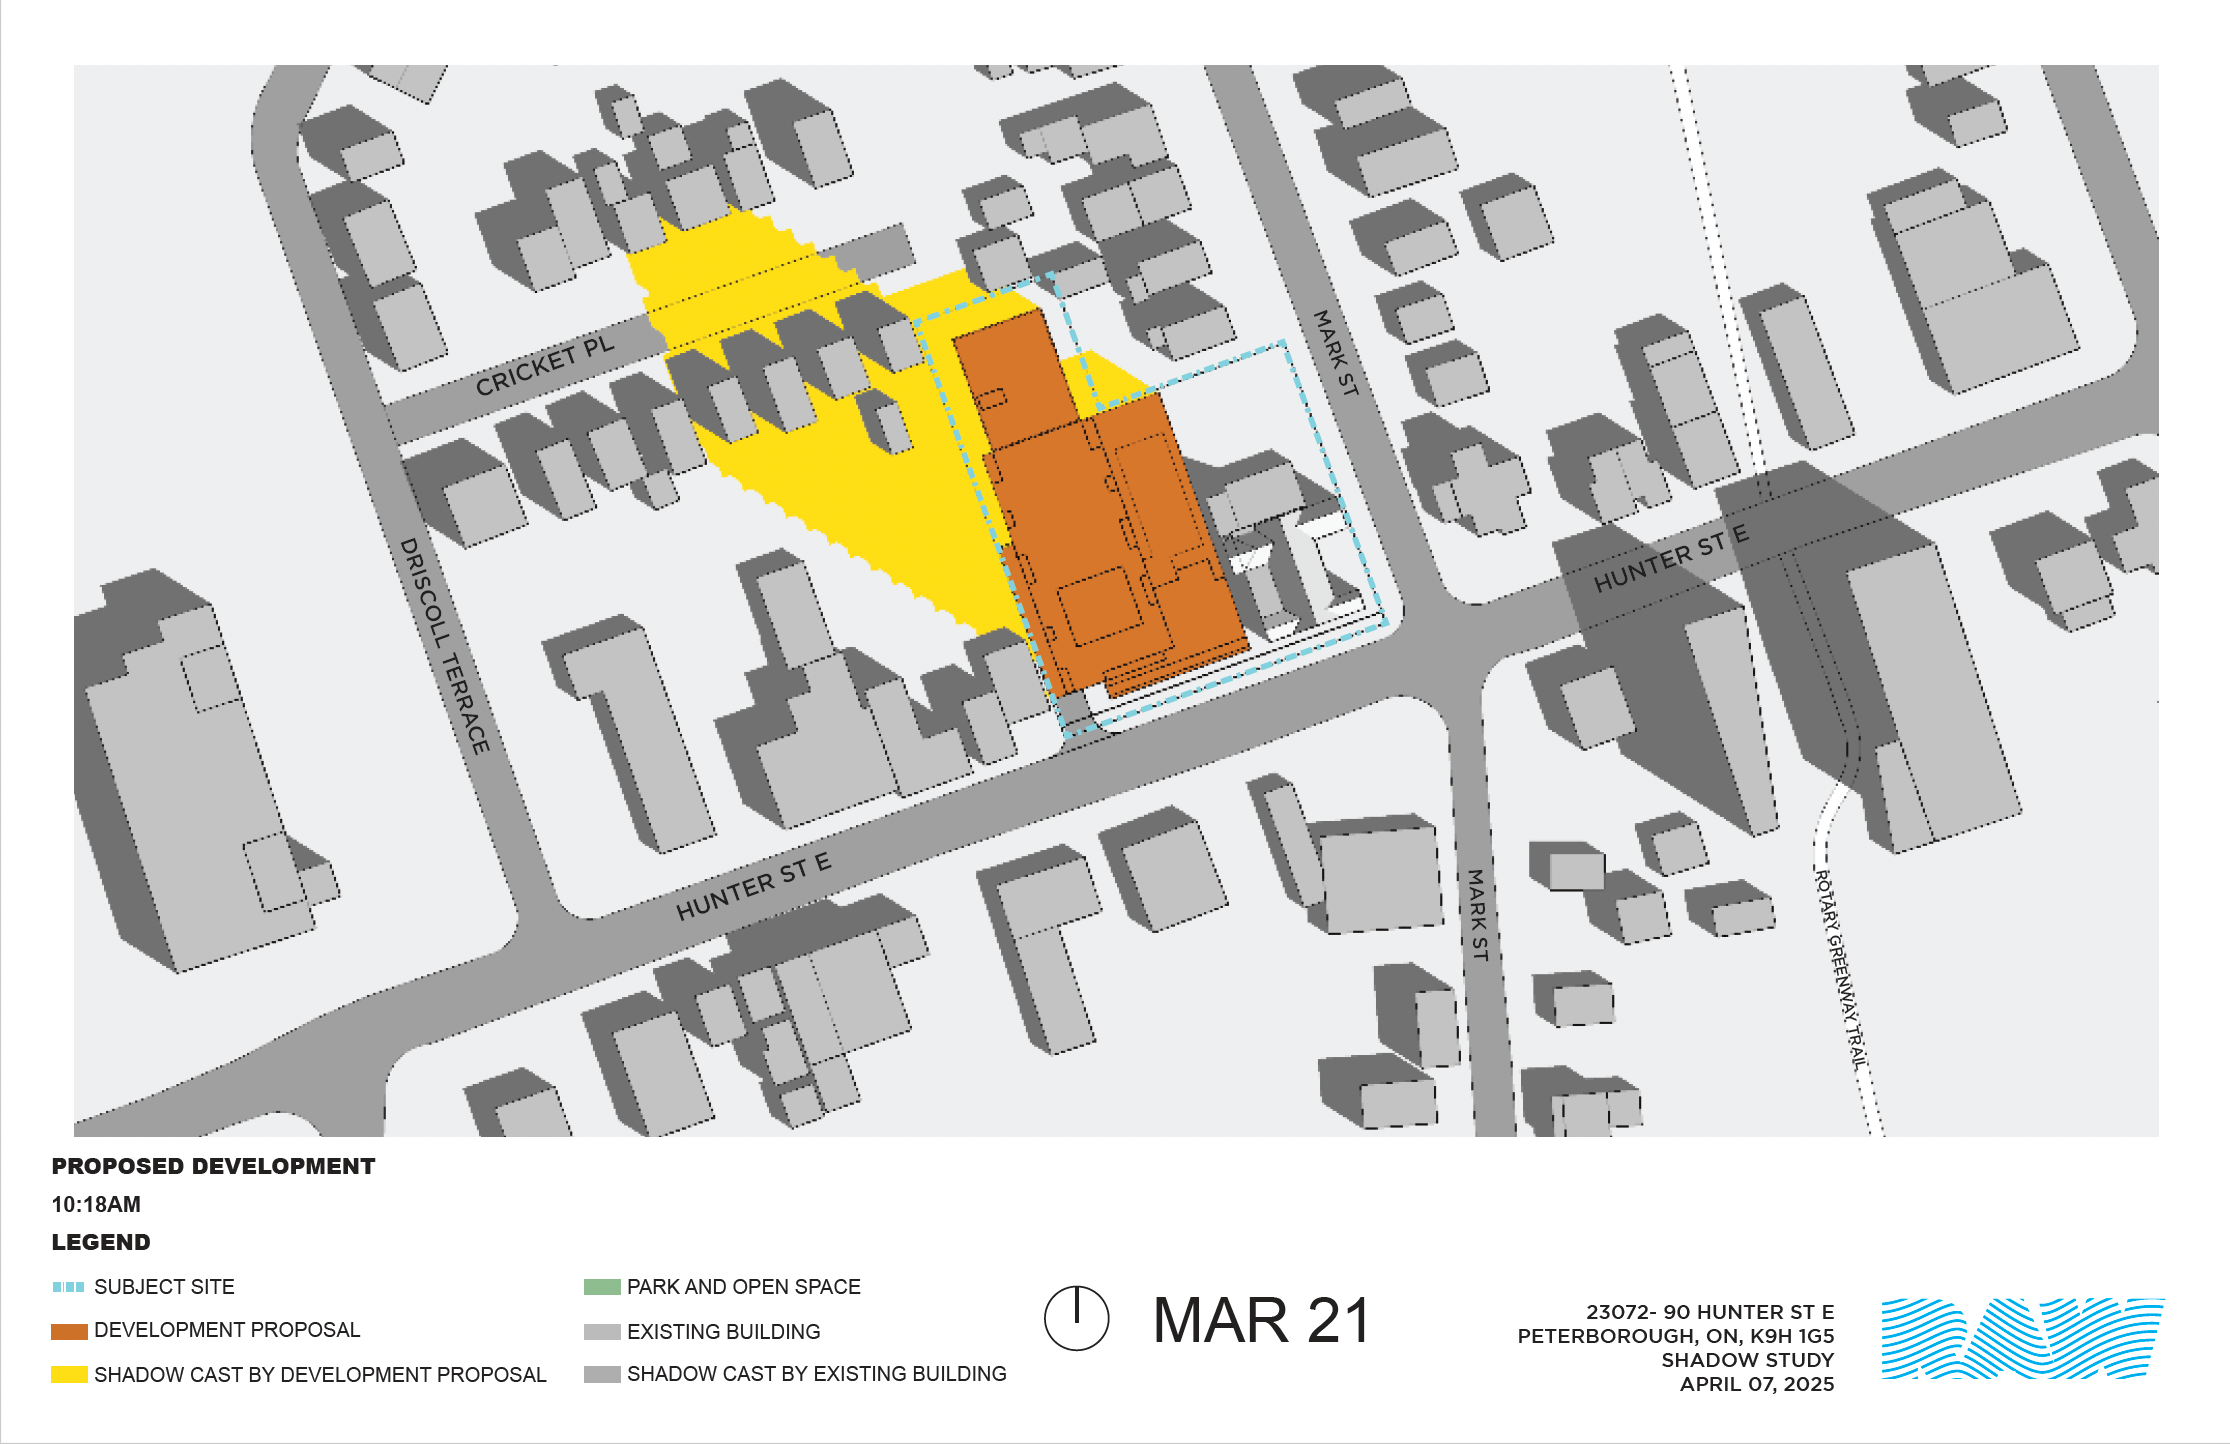 MARK ST
CRICKET PL
HUNTER ST E
DRISCOLL TERRACE
HUNTER ST E
MARK ST
ROTARY GREENWAY TRAIL
PROPOSED DEVELOPMENT
10:18AM
LEGEND
SUBJECT SITE
DEVELOPMENT PROPOSAL
SHADOW CAST BY DEVELOPMENT PROPOSAL
PARK AND OPEN SPACE
EXISTING BUILDING
SHADOW CAST BY EXISTING BUILDING
MAR 21
23072- 90 HUNTER ST E
PETERBOROUGH, ON, K9H 1G5
SHADOW STUDY
APRIL 07, 2025